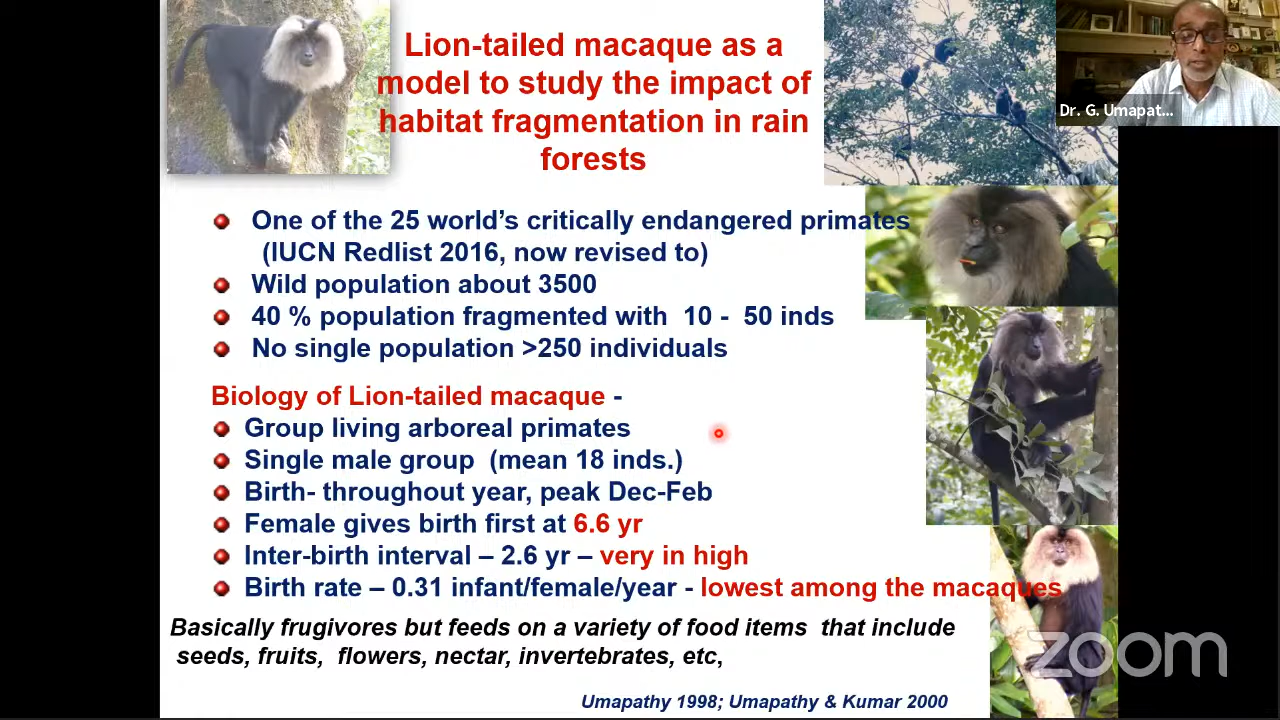 Lion-tailed macaque as a
model to study the impact of
habitat fragmentation in rain
forests
Dr. G. Umapat...
One of the 25 world's critically endangered primates
(IUCN Redlist 2016, now revised to)
Wild population about 3500
40 % population fragmented with 10 - 50 inds
No single population >250 individuals
Biology of Lion-tailed macaque -
Group living arboreal primates
Single male group (mean 18 inds.)
Birth- throughout year, peak Dec-Feb
Female gives birth first at 6.6 yr
Inter-birth interval – 2.6 yr – very in high
Birth rate – 0.31 infant/female/year - lowest among the macaques
Basically frugivores but feeds on a variety of food items that include
seeds, fruits, flowers, nectar, invertebrates, etc,
zoom
Umapathy 1998; Umapathy & Kumar 2000